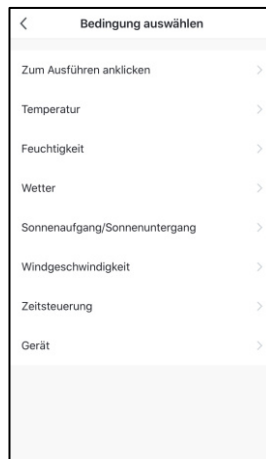 Bedingung auswählen
Zum Ausführen anklicken
Temperatur
Feuchtigkeit
Wetter
Sonnenaufgang/Sonnenuntergang
Windgeschwindigkeit
Zeitsteuerung
Gerät